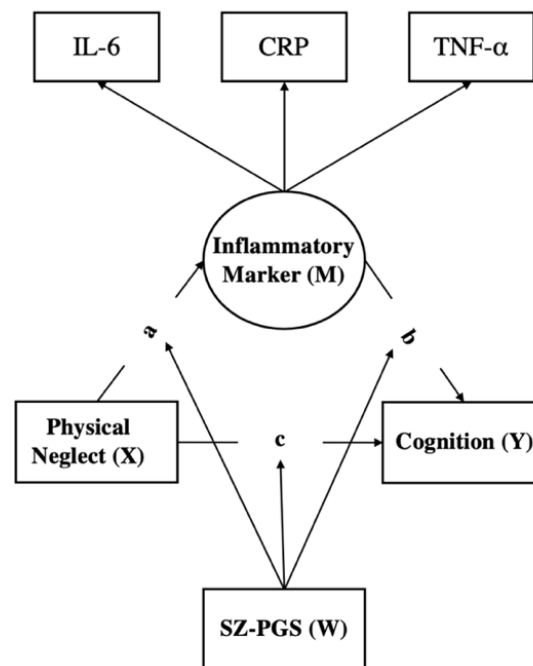 IL-6
CRP
TNF-α
Inflammatory
Marker (M)
a
b
Physical
Neglect (X)
c
Cognition (Y)
SZ-PGS (W)